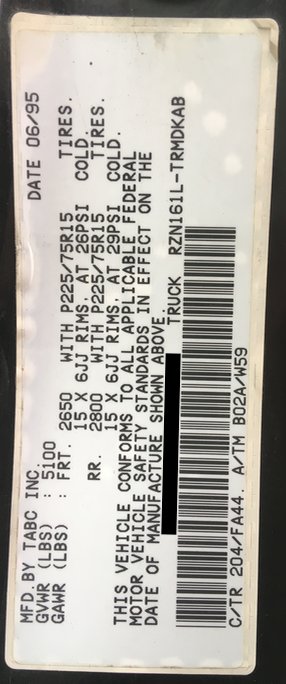 MFD.BY TABC INC. DATE 06/95
GVWR (LBS) : 5100
GAWR (LBS) : FRT. 2650 WITH P225/75R15 TIRES.
15 X 6JJ RIMS, AT 26PSI COLD.
RR. 2800 WITH P225/75R15 TIRES.
15 X 6JJ RIMS, AT 29PSI COLD.
THIS VEHICLE CONFORMS TO ALL APPLICABLE FEDERAL
MOTOR VEHICLE SAFETY STANDARDS IN EFFECT ON THE
DATE OF MANUFACTURE SHOWN ABOVE.
TRUCK RZN161L-TRMDKAB
C/TR 204/FA44 A/TM B02A/W59